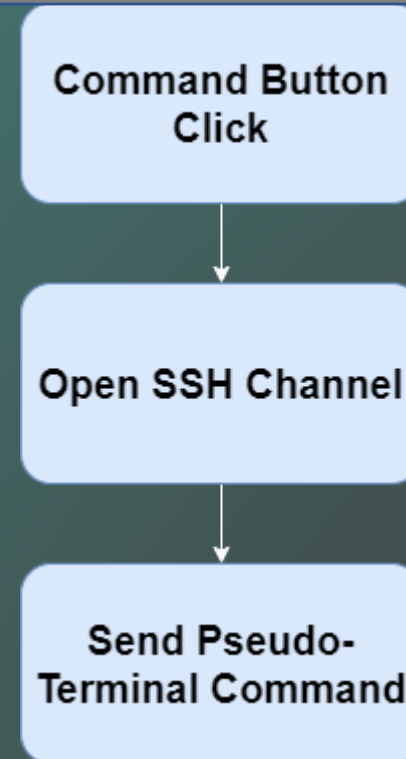 Command Button
Click
Open SSH Channel
Send Pseudo-
Terminal Command